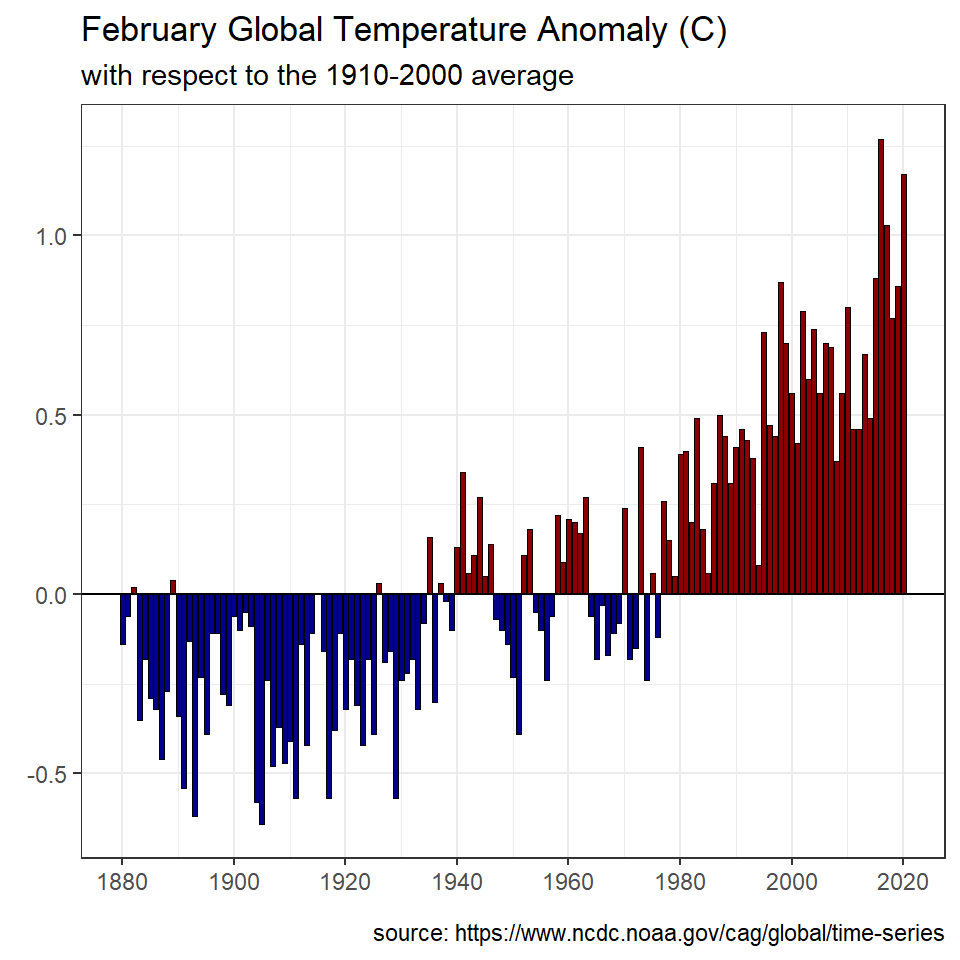 February Global Temperature Anomaly (C)
with respect to the 1910-2000 average
1.0
0.5
0.0
-0.5
1880 1900 1920 1940 1960 1980 2000 2020
source: https://www.ncdc.noaa.gov/cag/global/time-series